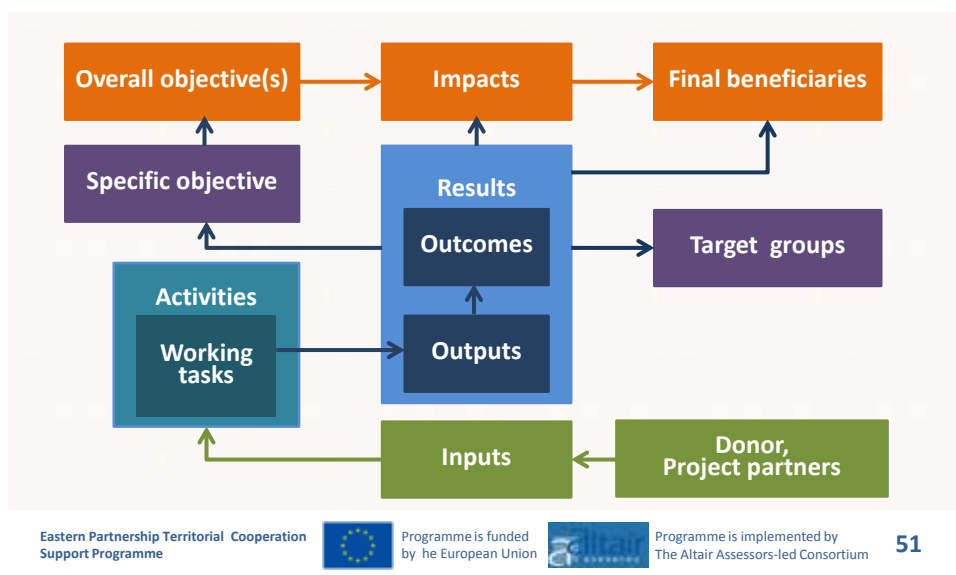 Overall objective(s)
Impacts
Final beneficiaries
Specific objective
Results
Outcomes
Target groups
Activities
Working
tasks
Outputs
Inputs
Donor,
Project partners
Eastern Partnership Territorial Cooperation
Support Programme
Programme is funded
by he European Union
altair
Programme is implemented by
The Altair Assessors-led Consortium
51